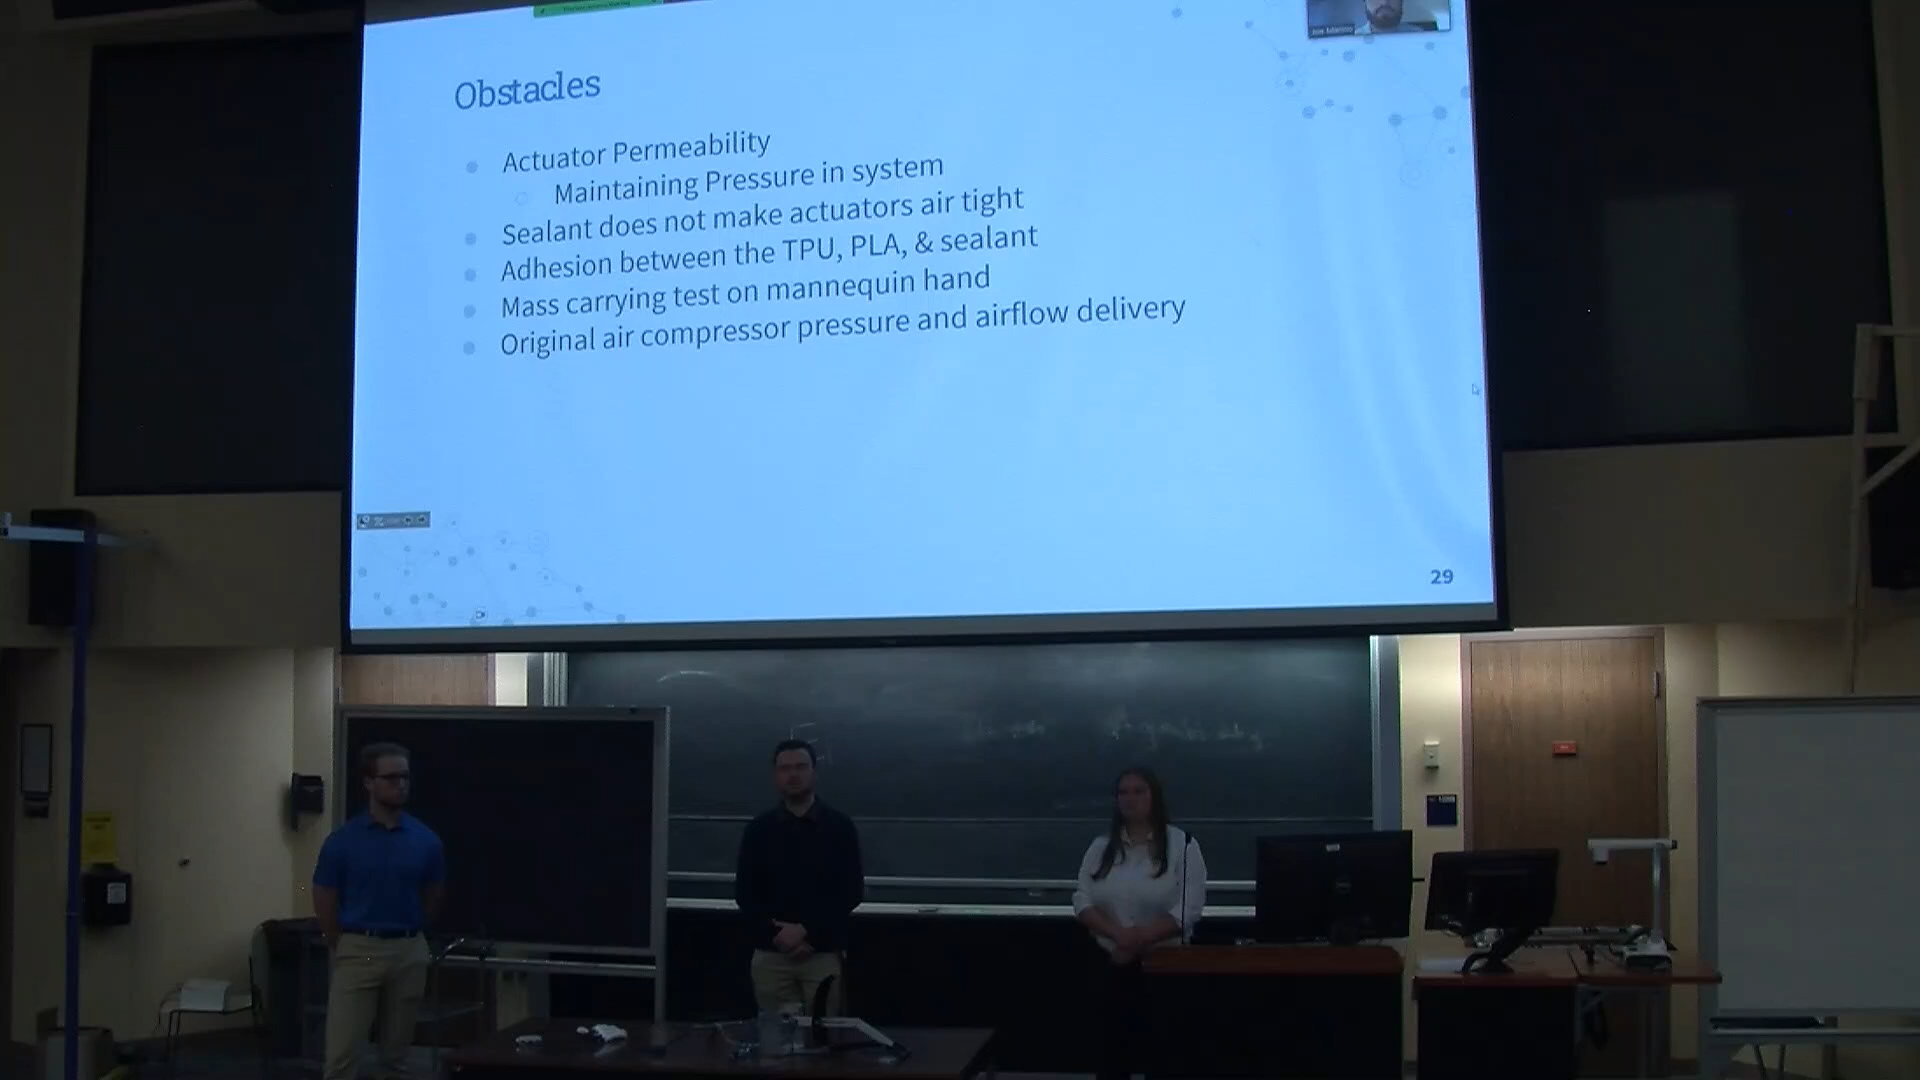 Obstacles
Actuator Permeability
Maintaining Pressure in system
Sealant does not make actuators air tight
Adhesion between the TPU, PLA, & sealant
Mass carrying test on mannequin hand
Original air compressor pressure and airflow delivery
29